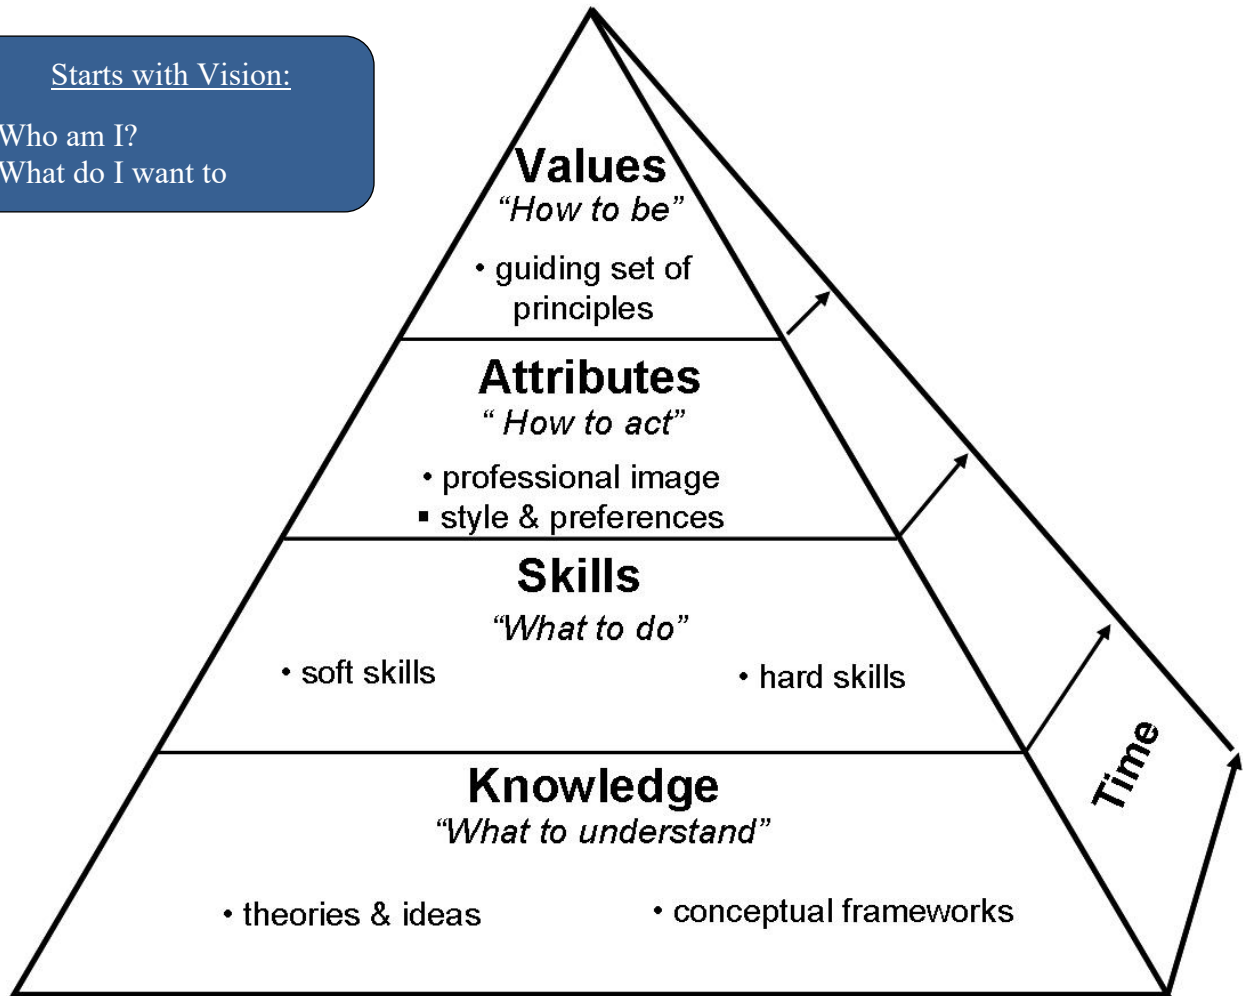 Starts with Vision:
Who am I?
What do I want to
Values
“How to be”
• guiding set of
principles
Attributes
“ How to act”
• professional image
▪ style & preferences
Skills
“What to do”
• soft skills
• hard skills
Time
Knowledge
“What to understand”
• theories & ideas
• conceptual frameworks